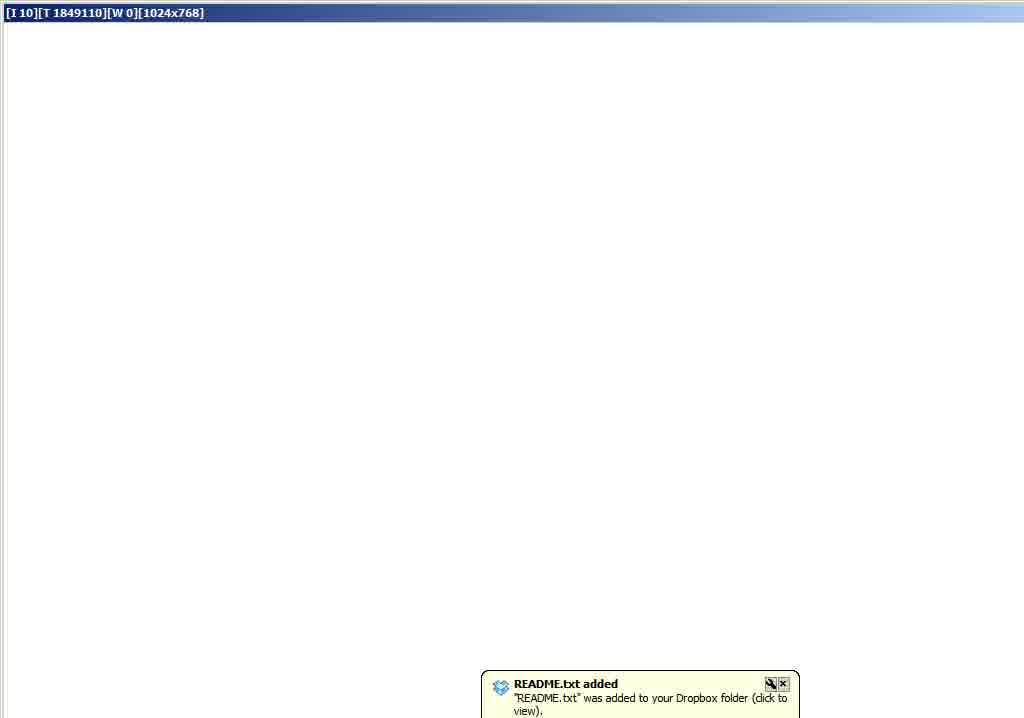 [I 10][T 1849110][W 0][1024x768]
README.txt added
"README.txt" was added to your Dropbox folder (click to
view).